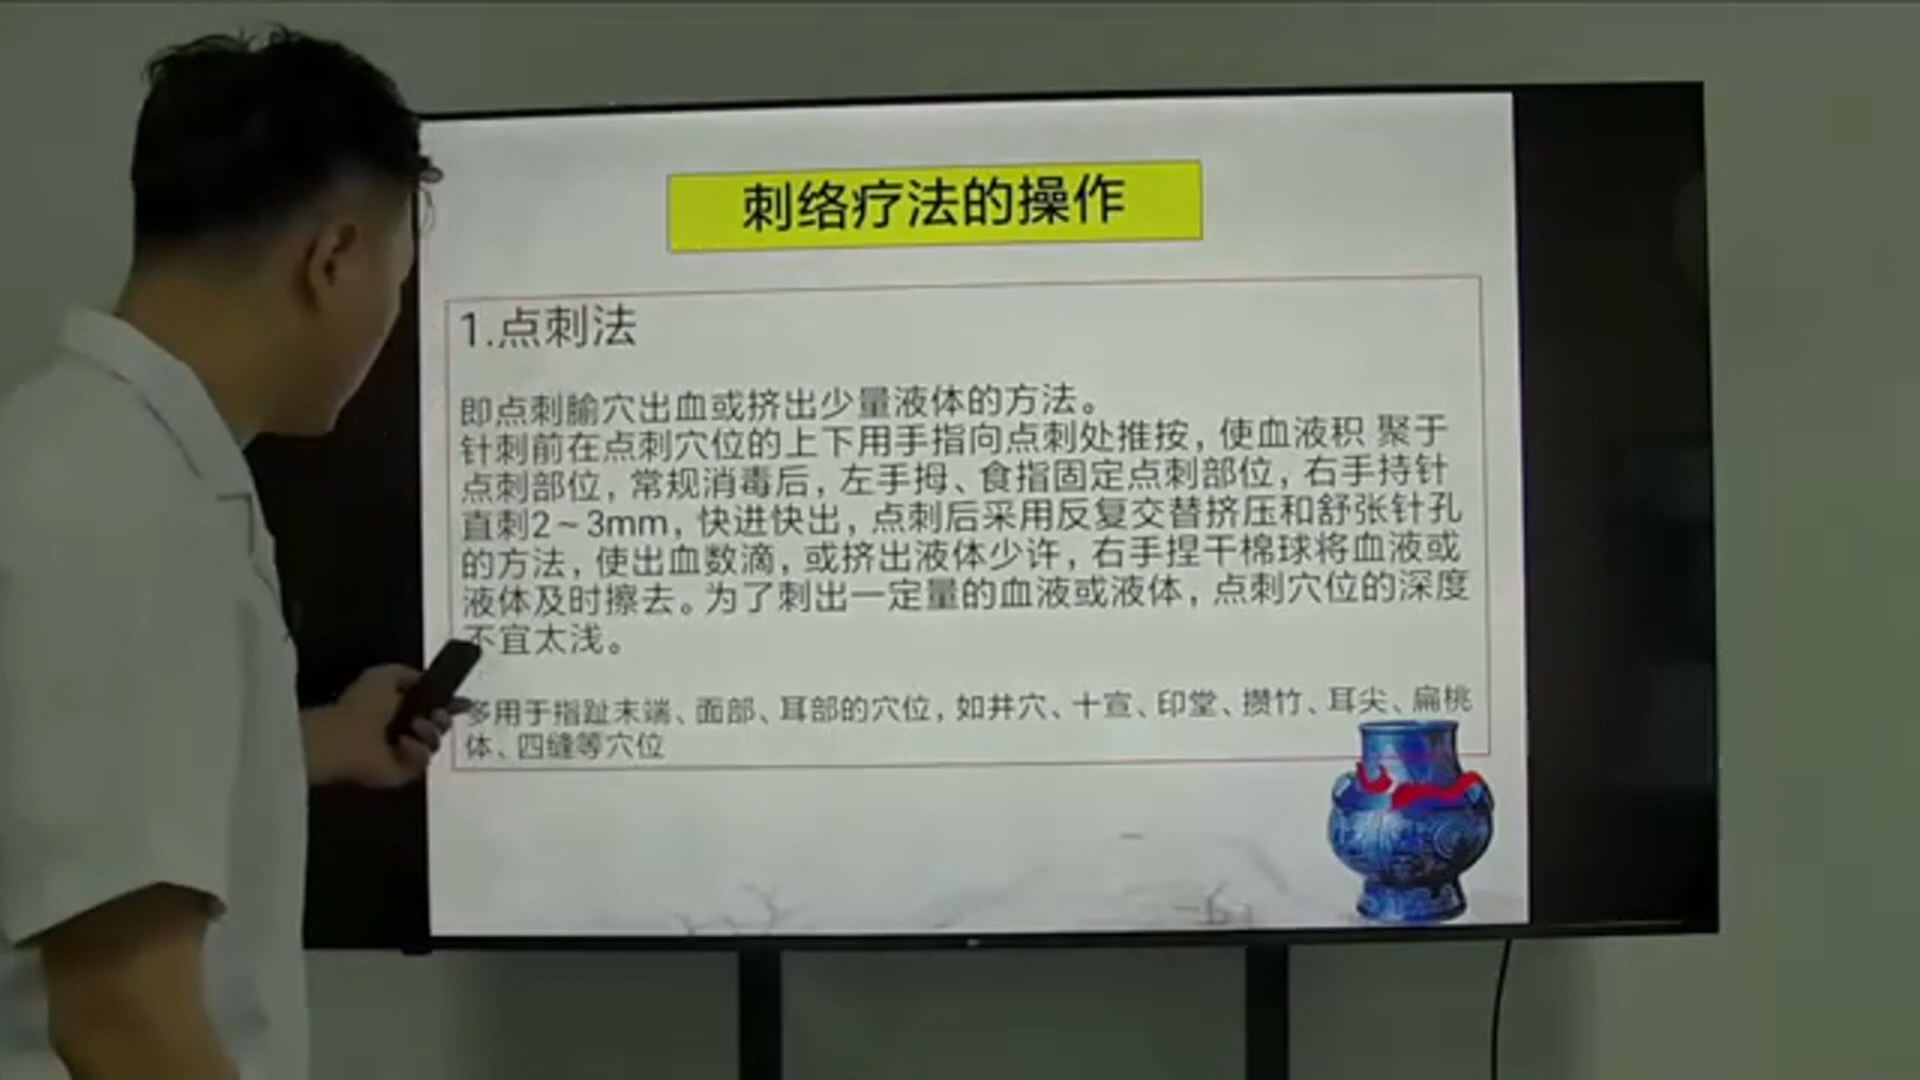 刺络疗法的操作
1.点刺法
即点刺腧穴出血或挤出少量液体的方法。
针刺前在点刺穴位的上下用手指向点刺处推按，使血液积 聚于
点刺部位，常规消毒后，左手拇、食指固定点刺部位，右手持针
直刺2～3mm，快进快出，点刺后采用反复交替挤压和舒张针孔
的方法，使出血数滴，或挤出液体少许，右手捏干棉球将血液或
液体及时擦去。为了刺出一定量的血液或液体，点刺穴位的深度
不宜太浅。
多用于指趾末端、面部、耳部的穴位，如井穴、十宣、印堂、攒竹、耳尖、扁桃
体、四缝等穴位